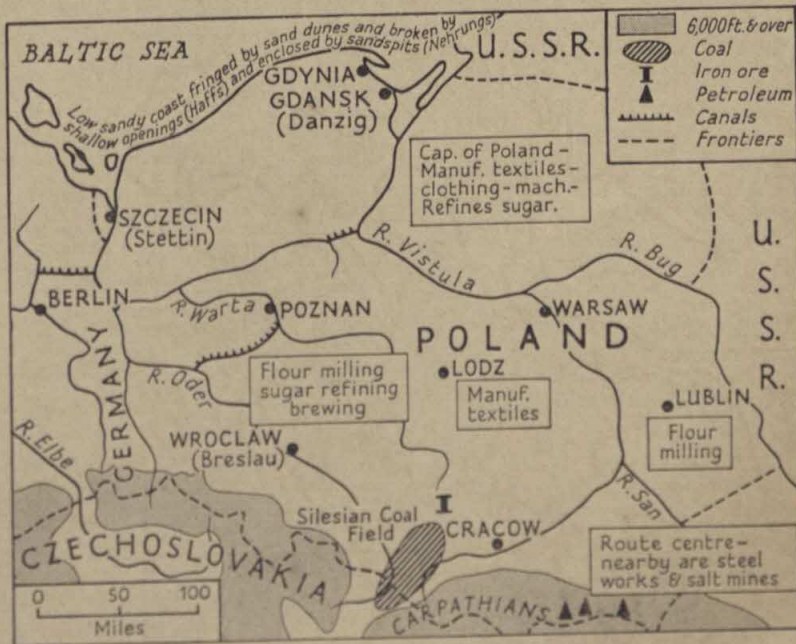 BALTIC SEA
Low sandy coast fringed by sand dunes and broken by
shallow openings (Haffs) and enclosed by sandspits (Nehrungs)
U.S.S.R.
6,000ft. & over
Coal
Iron ore
Petroleum
Canals
Frontiers
GDYNIA
GDANSK
(Danzig)
Cap. of Poland –
Manuf. textiles –
clothing – mach. –
Refines sugar.
SZCZECIN
(Stettin)
R. Vistula
R. Bug
U.
S.
S.
R.
BERLIN
R. Warta
POZNAN
WARSAW
POLAND
GERMANY
R. Oder
Flour milling
sugar refining
brewing
LODZ
Manuf.
textiles
LUBLIN
Flour
milling
R. Elbe
WROCLAW
(Breslau)
R. San
Silesian Coal
Field
CRACOW
Route centre –
nearby are steel
works & salt mines
CZECHOSLOVAKIA
CARPATHIANS
0 50 100
Miles